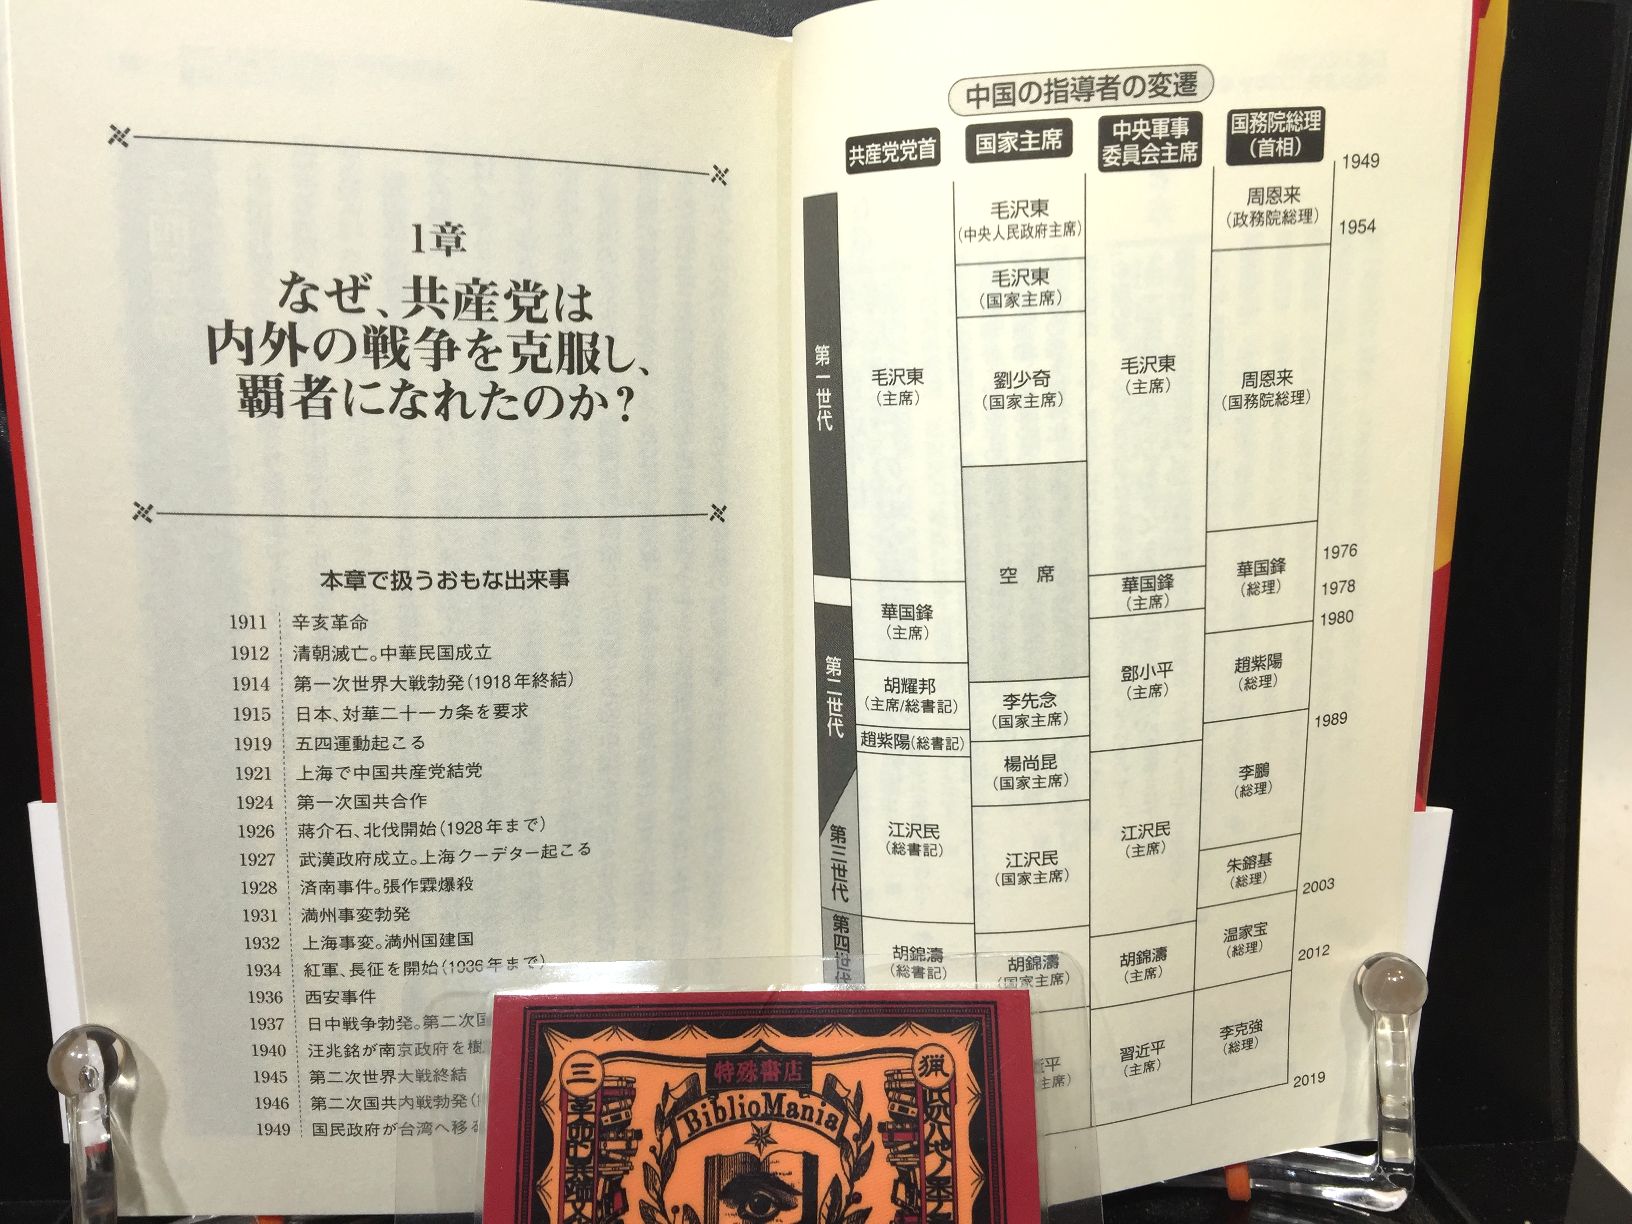 1章
なぜ、共産党は
内外の戦争を克服し、
覇者になれたのか?
本章で扱うおもな出来事
1911 辛亥革命
1912 清朝滅亡。中華民国成立
1914 第一次世界大戦勃発(1918年終結)
1915 日本、対華二十一カ条を要求
1919 五四運動起こる
1921 上海で中国共産党結党
1924 第一次国共合作
1926 蔣介石、北伐開始(1928年まで)
1927 武漢政府成立。上海クーデター起こる
1928 済南事件。張作霖爆殺
1931 満州事変勃発
1932 上海事変。満州国建国
1934 紅軍、長征を開始(1936年まで)
1936 西安事件
1937 日中戦争勃発。第二次国
1940 汪兆銘が南京政府を樹
1945 第二次世界大戦終結
1946 第二次国共内戦勃発(
1949 国民政府が台湾へ移る
中国の指導者の変遷
共産党党首
国家主席
中央軍事
委員会主席
国務院総理
(首相)
第一世代
第二世代
第三世代
第四世代
毛沢東
(主席)
華国鋒
(主席)
胡耀邦
(主席/総書記)
趙紫陽(総書記)
江沢民
(総書記)
胡錦濤
(総書記)
毛沢東
(中央人民政府主席)
毛沢東
(国家主席)
劉少奇
(国家主席)
空 席
李先念
(国家主席)
楊尚昆
(国家主席)
江沢民
(国家主席)
胡錦濤
(国家主席)
近平
主席)
毛沢東
(主席)
華国鋒
(主席)
鄧小平
(主席)
江沢民
(主席)
胡錦濤
(主席)
習近平
(主席)
周恩来
(政務院総理)
周恩来
(国務院総理)
華国鋒
(総理)
趙紫陽
(総理)
李鵬
(総理)
朱鎔基
(総理)
温家宝
(総理)
李克強
(総理)
1949
1954
1976
1978
1980
1989
2003
2012
2019
特殊書店
BiblioMania
三
猟